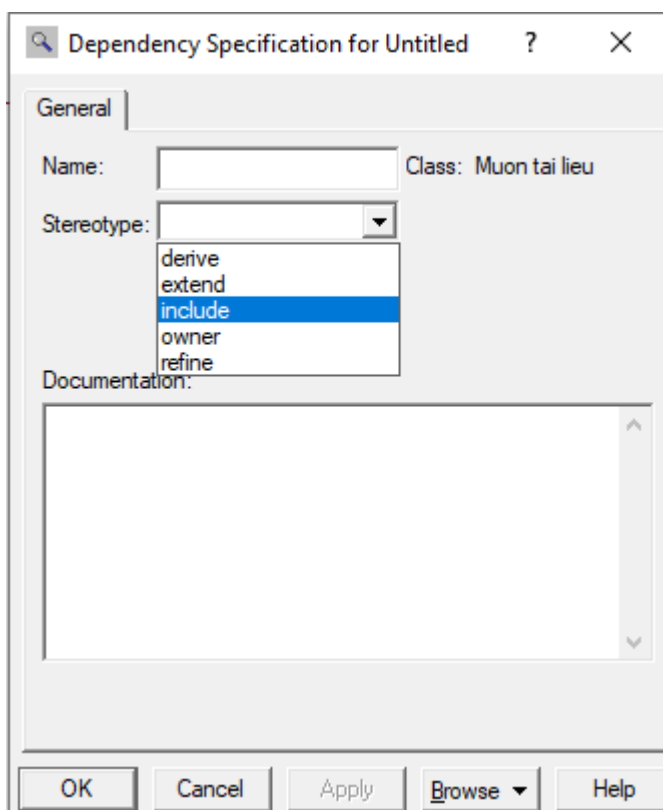 Dependency Specification for Untitled ?
General
Name: Class: Muon tai lieu
Stereotype:
derive
extend
include
owner
refine
Documentation:
OK Cancel Apply Browse Help